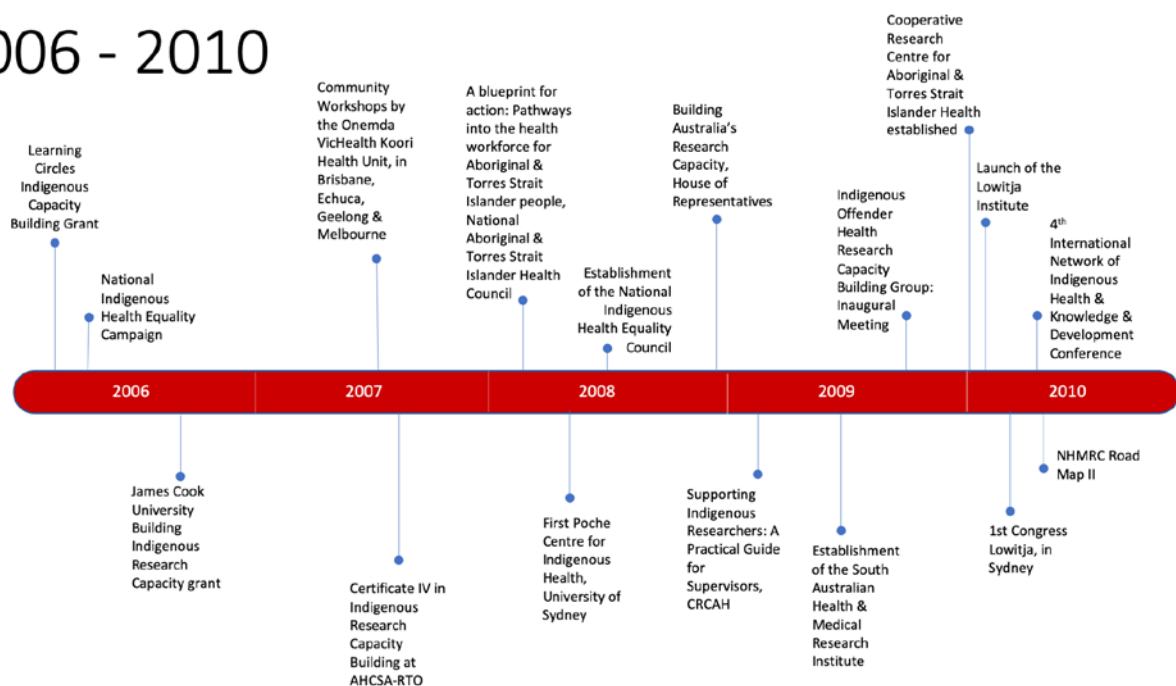 006 - 2010
Learning
Circles
Indigenous
Capacity
Building Grant
National
Indigenous
Health Equality
Campaign
Community
Workshops by
the Onemda
VicHealth Koori
Health Unit, in
Brisbane,
Echuca,
Geelong &
Melbourne
A blueprint for
action: Pathways
into the health
workforce for
Aboriginal &
Torres Strait
Islander people,
National
Aboriginal &
Torres Strait
Islander Health
Council
Establishment
of the National
Indigenous
Health Equality
Council
Building
Australia's
Research
Capacity,
House of
Representatives
Indigenous
Offender
Health
Research
Capacity
Building Group:
Inaugural
Meeting
Cooperative
Research
Centre for
Aboriginal &
Torres Strait
Islander Health
established
Launch of the
Lowitja
Institute
4th
International
Network of
Indigenous
Health &
Knowledge &
Development
Conference
2006
2007
2008
2009
2010
James Cook
University
Building
Indigenous
Research
Capacity grant
Certificate IV in
Indigenous
Research
Capacity
Building at
AHCSA-RTO
First Poche
Centre for
Indigenous
Health,
University of
Sydney
Supporting
Indigenous
Researchers: A
Practical Guide
for
Supervisors,
CRCAH
Establishment
of the South
Australian
Health &
Medical
Research
Institute
1st Congress
Lowitja, in
Sydney
NHMRC Road
Map II